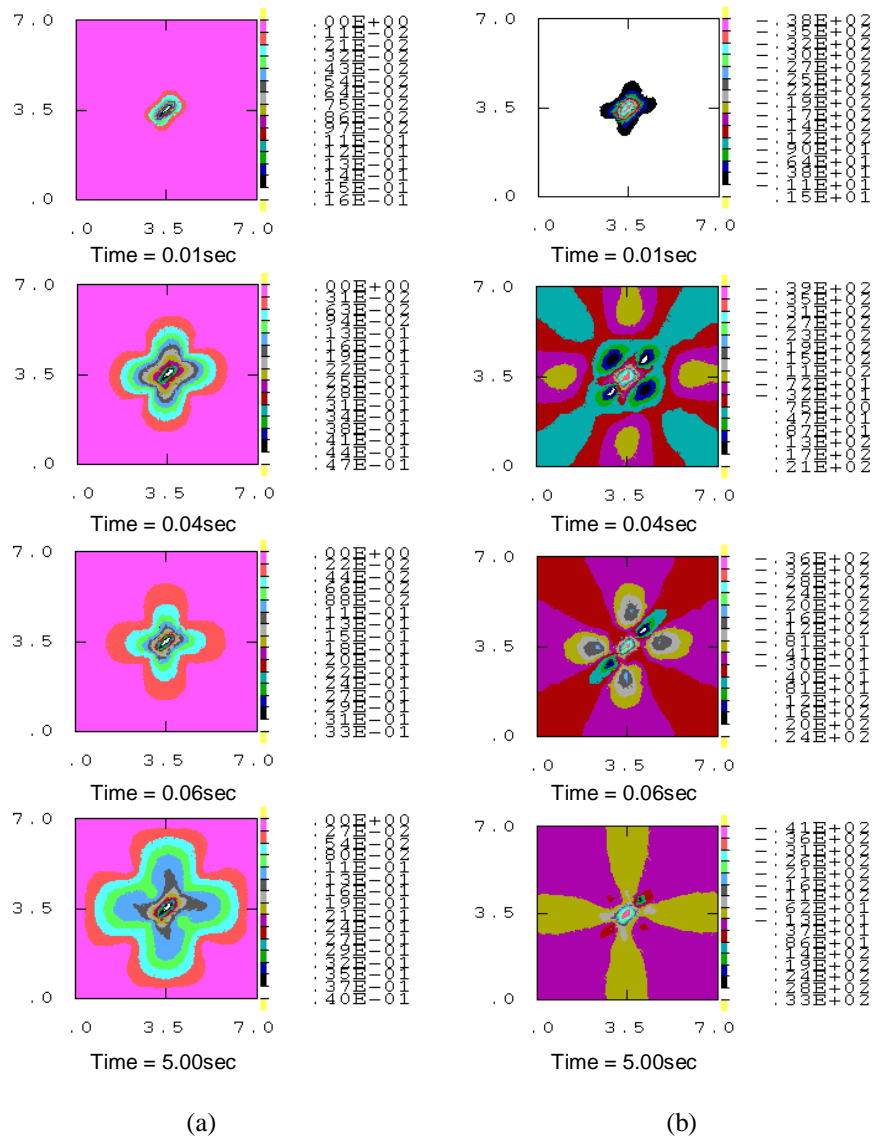 7.0
3.5
.0
.0 3.5 7.0
.00E+00
.11E-02
.21E-02
.32E-02
.43E-02
.54E-02
.64E-02
.75E-02
.86E-02
.97E-02
.11E-01
.12E-01
.13E-01
.14E-01
.15E-01
.16E-01
Time = 0.01sec
7.0
3.5
.0
.0 3.5 7.0
-.38E+02
-.35E+02
-.32E+02
-.30E+02
-.27E+02
-.25E+02
-.22E+02
-.19E+02
-.17E+02
-.14E+02
-.12E+02
-.90E+01
-.64E+01
-.38E+01
-.11E+01
.15E+01
Time = 0.01sec
7.0
3.5
.0
.0 3.5 7.0
.00E+00
.31E-02
.63E-02
.94E-02
.13E-01
.16E-01
.19E-01
.22E-01
.25E-01
.28E-01
.31E-01
.34E-01
.38E-01
.41E-01
.44E-01
.47E-01
Time = 0.04sec
7.0
3.5
.0
.0 3.5 7.0
-.39E+02
-.35E+02
-.31E+02
-.27E+02
-.23E+02
-.19E+02
-.15E+02
-.11E+02
-.72E+01
-.32E+01
.75E+00
.47E+01
.87E+01
.13E+02
.17E+02
.21E+02
Time = 0.04sec
7.0
3.5
.0
.0 3.5 7.0
.00E+00
.22E-02
.44E-02
.66E-02
.88E-02
.11E-01
.13E-01
.15E-01
.18E-01
.20E-01
.22E-01
.24E-01
.27E-01
.29E-01
.31E-01
.33E-01
Time = 0.06sec
7.0
3.5
.0
.0 3.5 7.0
-.36E+02
-.32E+02
-.28E+02
-.24E+02
-.20E+02
-.16E+02
-.12E+02
-.81E+01
-.41E+01
-.30E-01
.40E+01
.81E+01
.12E+02
.16E+02
.20E+02
.24E+02
Time = 0.06sec
7.0
3.5
.0
.0 3.5 7.0
.00E+00
.27E-02
.54E-02
.80E-02
.11E-01
.13E-01
.16E-01
.19E-01
.21E-01
.24E-01
.27E-01
.29E-01
.32E-01
.35E-01
.37E-01
.40E-01
Time = 5.00sec
7.0
3.5
.0
.0 3.5 7.0
-.41E+02
-.36E+02
-.31E+02
-.26E+02
-.21E+02
-.16E+02
-.11E+02
-.62E+01
-.13E+01
.37E+01
.86E+01
.14E+02
.19E+02
.24E+02
.28E+02
.33E+02
Time = 5.00sec
(a) (b)